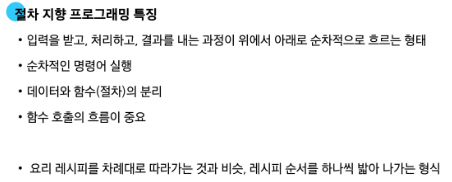 절차 지향 프로그래밍 특징
• 입력을 받고, 처리하고, 결과를 내는 과정이 위에서 아래로 순차적으로 흐르는 형태
• 순차적인 명령어 실행
• 데이터와 함수(절차)의 분리
• 함수 호출의 흐름이 중요
• 요리 레시피를 차례대로 따라가는 것과 비슷, 레시피 순서를 하나씩 밟아 나가는 형식